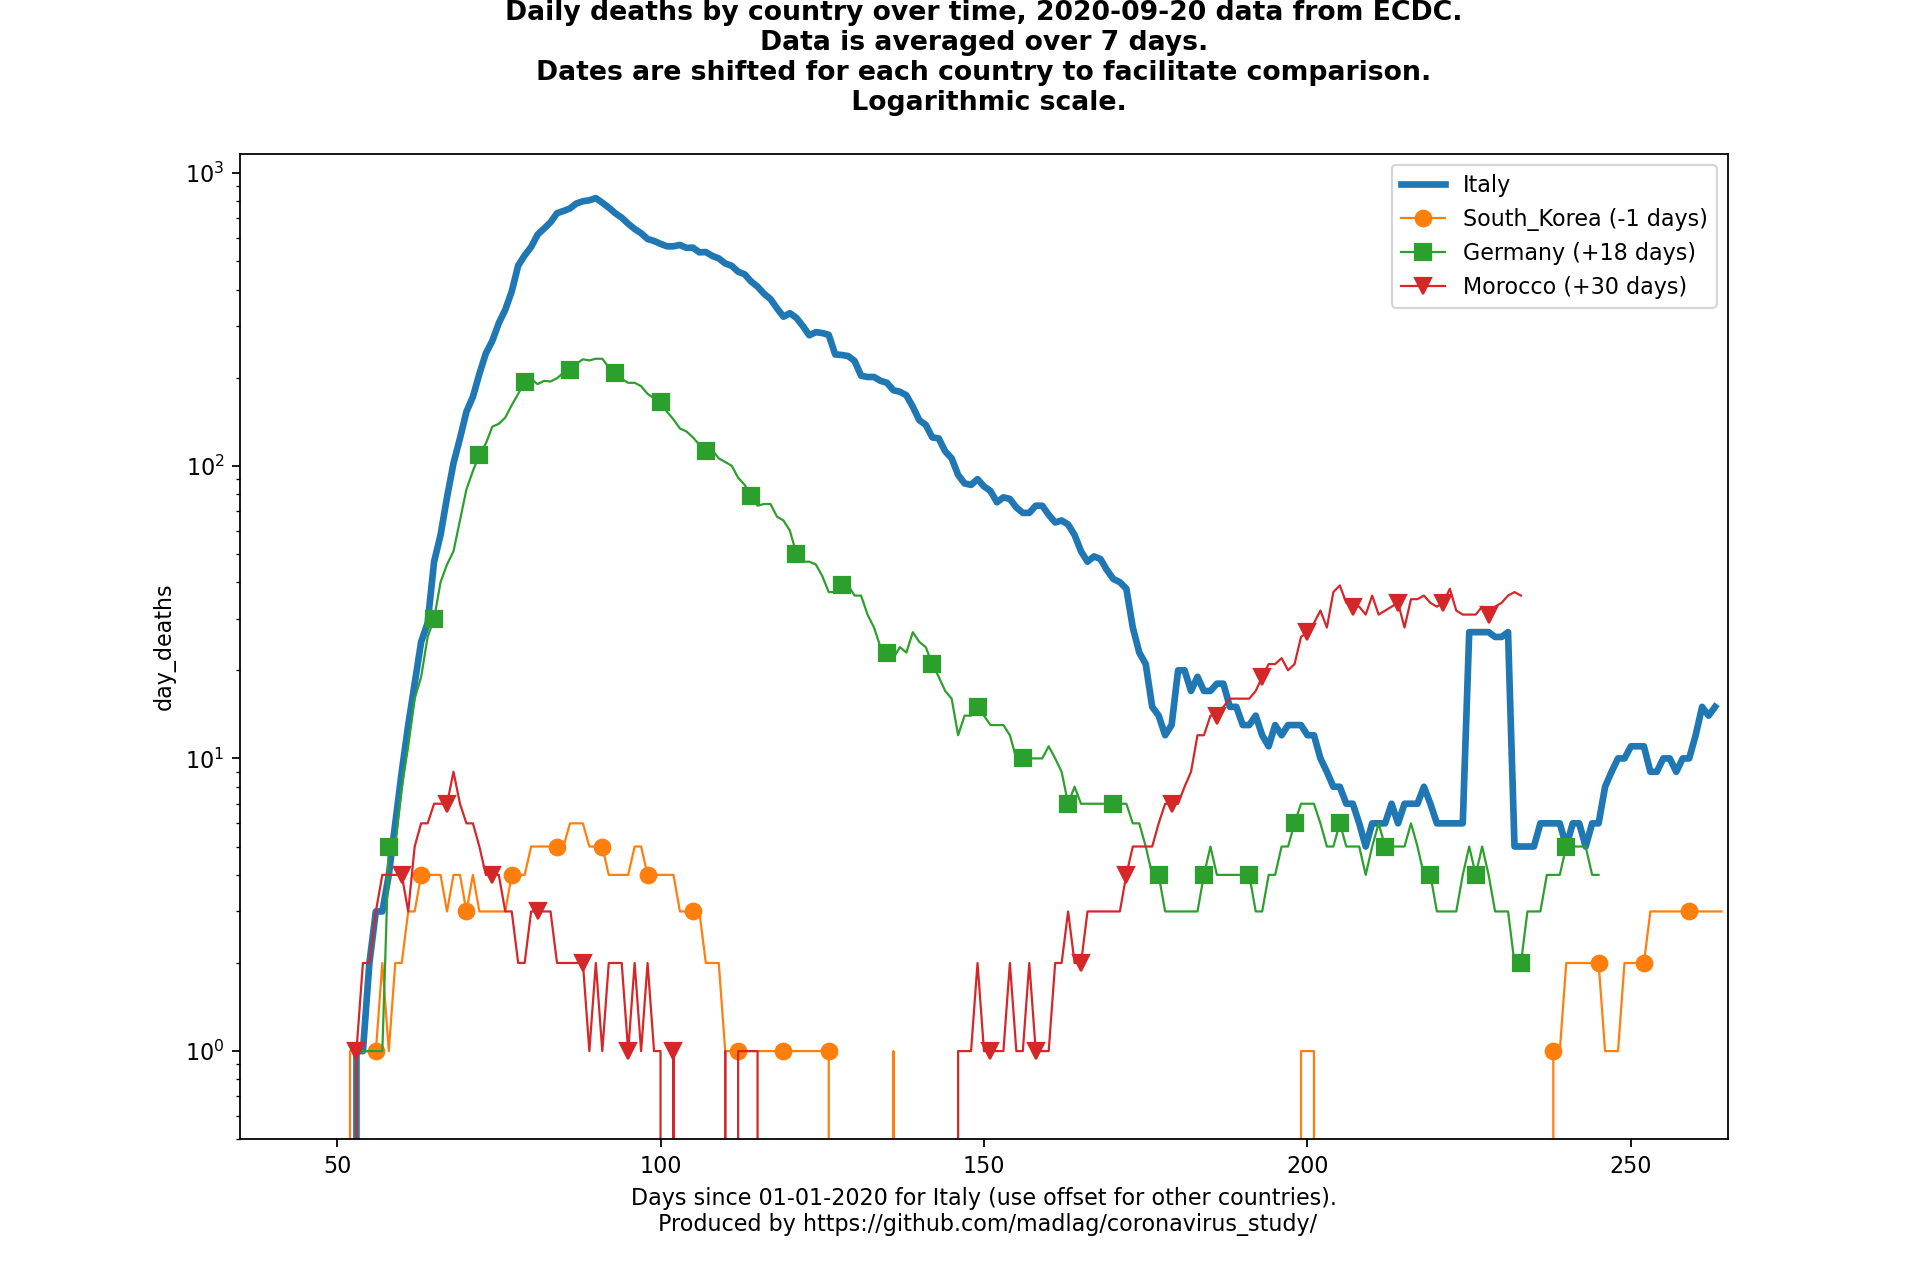 Daily deaths by country over time, 2020-09-20 data from ECDC.
Data is averaged over 7 days.
Dates are shifted for each country to facilitate comparison.
Logarithmic scale.
10³
10²
10¹
10⁰
day_deaths
Italy
South_Korea (-1 days)
Germany (+18 days)
Morocco (+30 days)
50 100 150 200 250
Days since 01-01-2020 for Italy (use offset for other countries).
Produced by https://github.com/madlag/coronavirus_study/